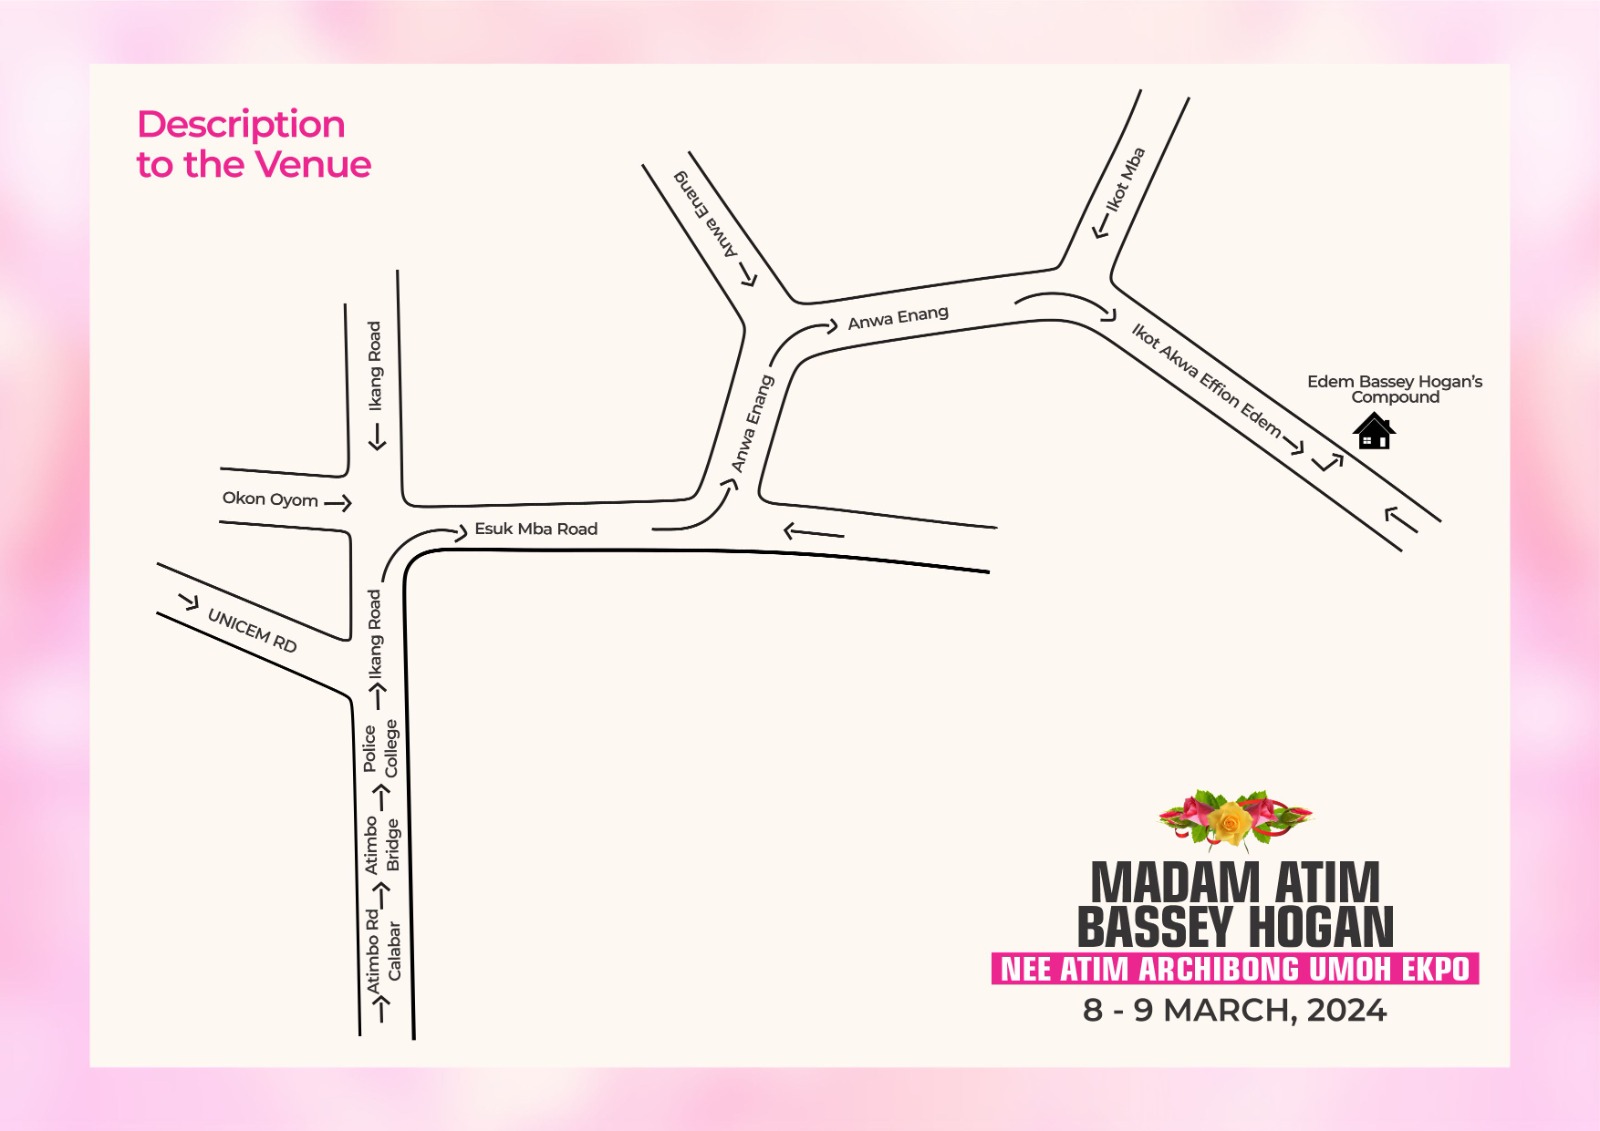 Description
to the Venue
Anwa Enang
Ikot Mba
Ikang Road
Anwa Enang
Ikot Akwa Effion Edem
Edem Bassey Hogan's
Compound
Anwa Enang
Okon Oyom
Esuk Mba Road
UNICEM RD
Ikang Road
Police
College
Atimbo
Bridge
Atimbo Rd
Calabar
MADAM ATIM
BASSEY HOGAN
NEE ATIM ARCHIBONG UMOH EKPO
8 - 9 MARCH, 2024